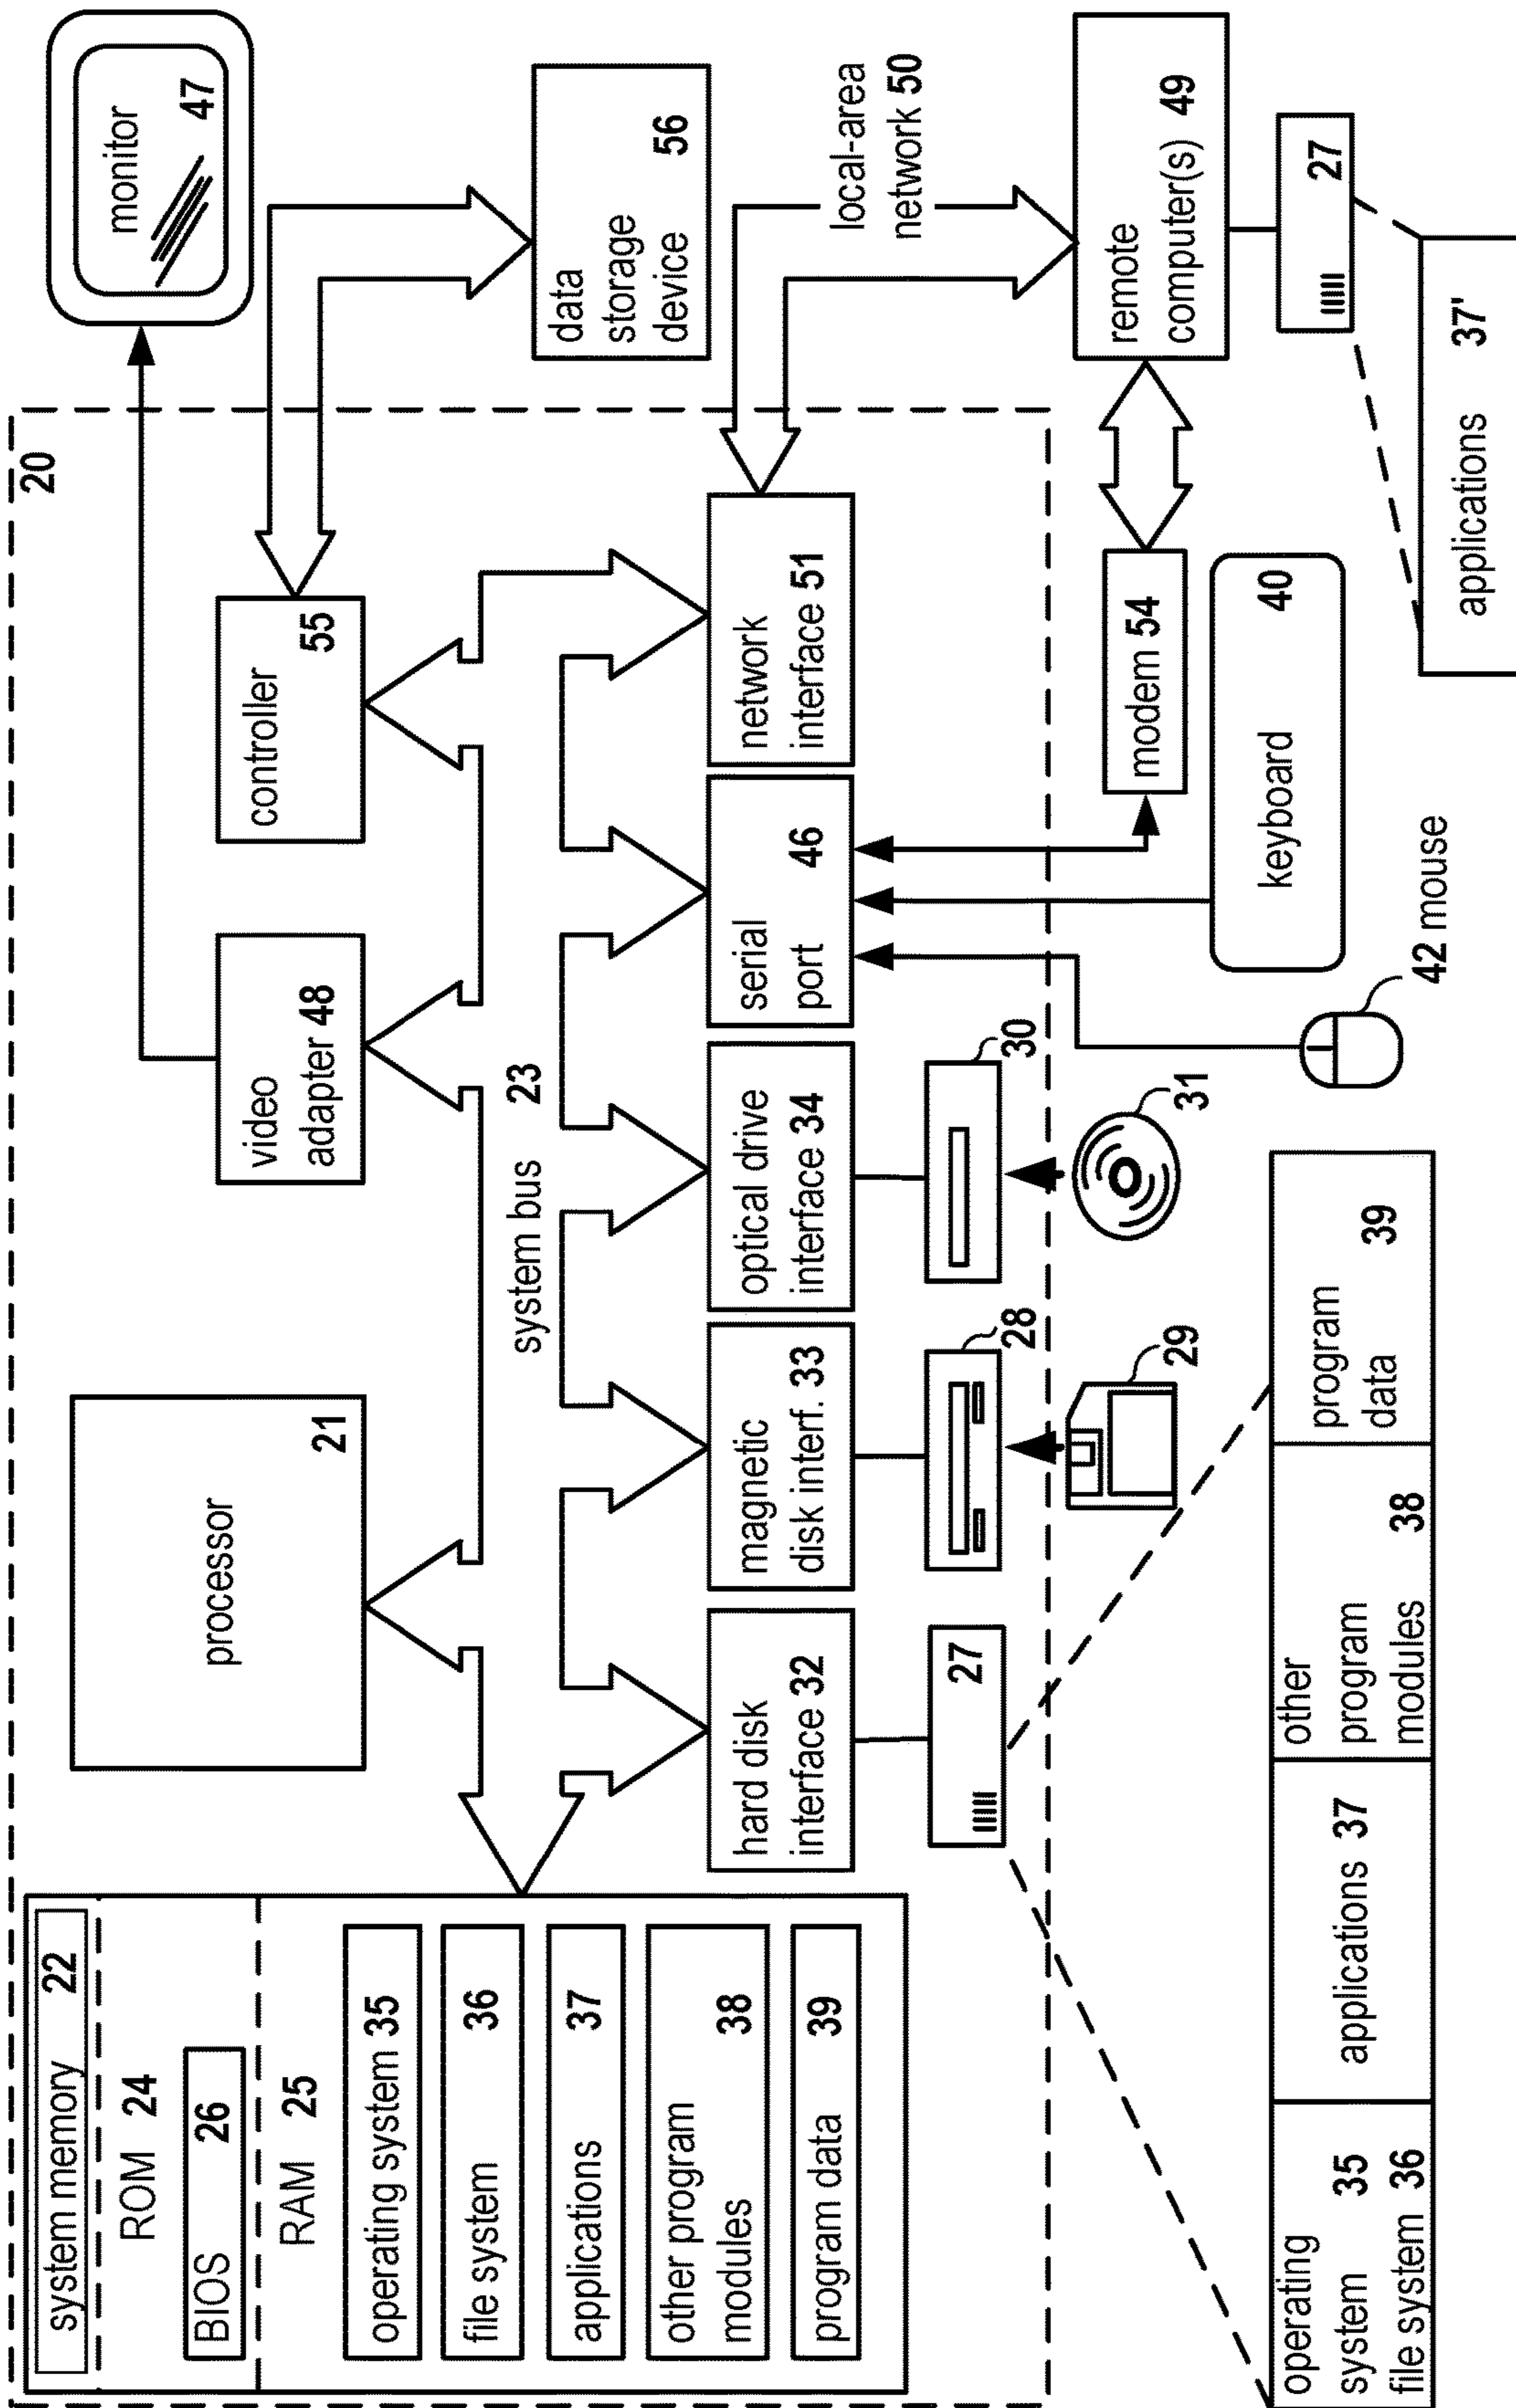 20
system memory 22
ROM 24
BIOS 26
RAM 25
operating system 35
file system 36
applications 37
other program
modules 38
program data 39
processor
21
video
adapter 48
controller
55
monitor
47
system bus 23
data
storage
device 56
hard disk
interface 32
magnetic
disk interf. 33
optical drive
interface 34
serial
port 46
network
interface 51
local-area
network 50
27
28
30
29
31
modem 54
remote
computer(s) 49
keyboard 40
42 mouse
27
operating
system 35
file system 36
applications 37
other
program
modules 38
program
data 39
applications 37'